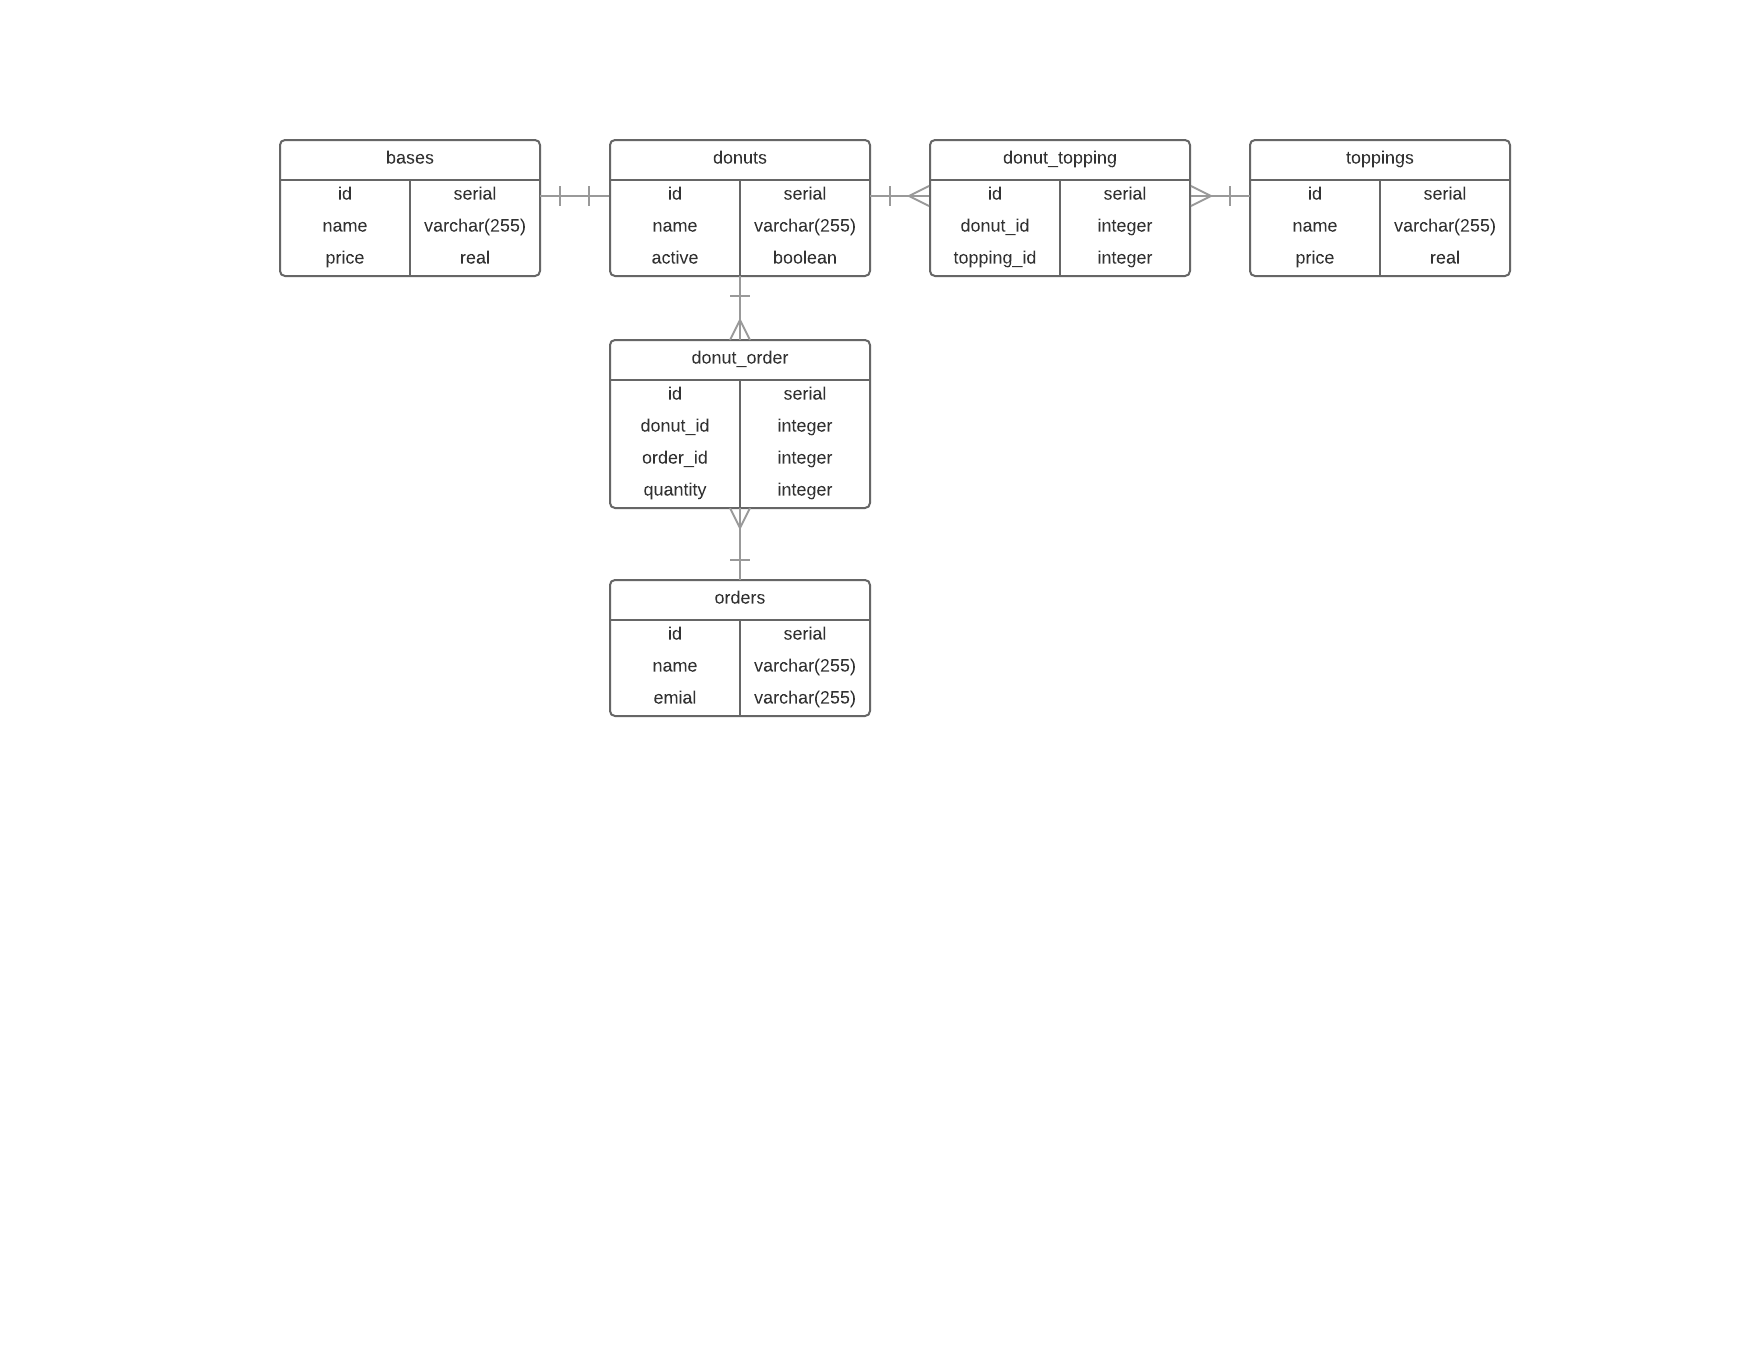 bases
id serial
name varchar(255)
price real
donuts
id serial
name varchar(255)
active boolean
donut_topping
id serial
donut_id integer
topping_id integer
toppings
id serial
name varchar(255)
price real
donut_order
id serial
donut_id integer
order_id integer
quantity integer
orders
id serial
name varchar(255)
emial varchar(255)